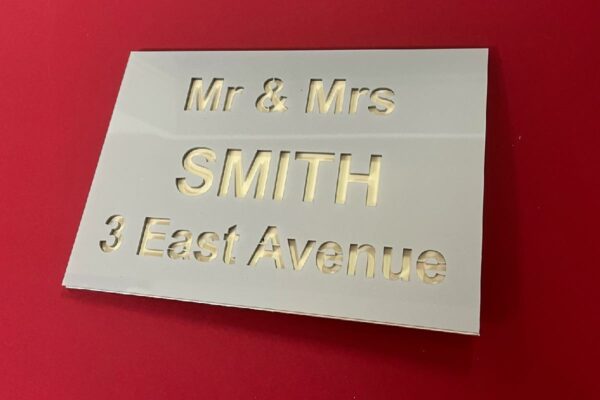 Mr & Mrs
SMITH
3 East Avenue